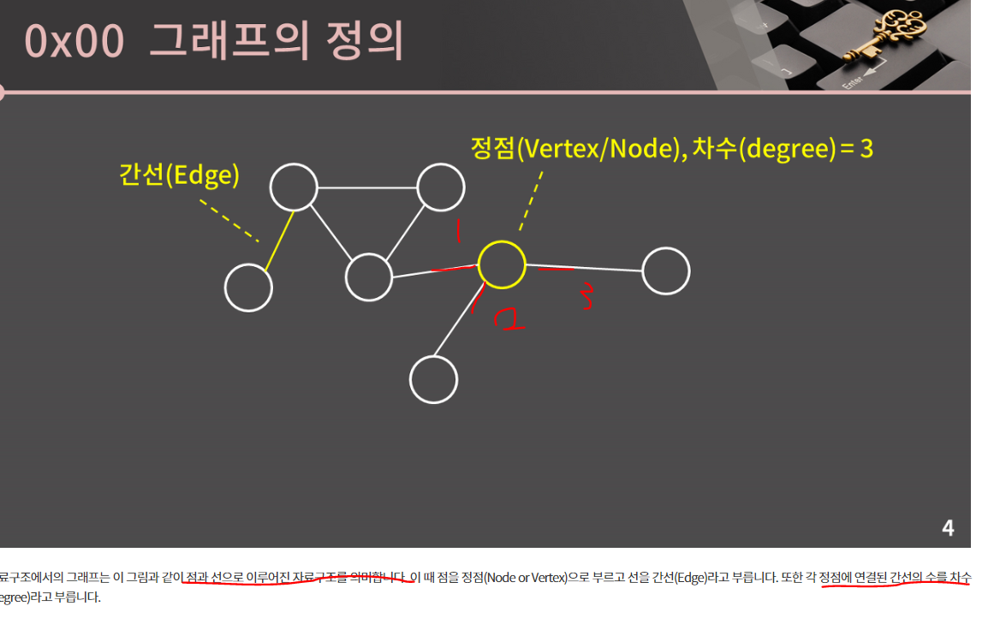 0x00 그래프의 정의
Enter
정점(Vertex/Node), 차수(degree) = 3
간선(Edge)
1
3
2
4
료구조에서의 그래프는 이 그림과 같이 점과 선으로 이루어진 자료구조를 의미합니다. 이 때 점을 정점(Node or Vertex)으로 부르고 선을 간선(Edge)라고 부릅니다. 또한 각 정점에 연결된 간선의 수를 차수
egree)라고 부릅니다.